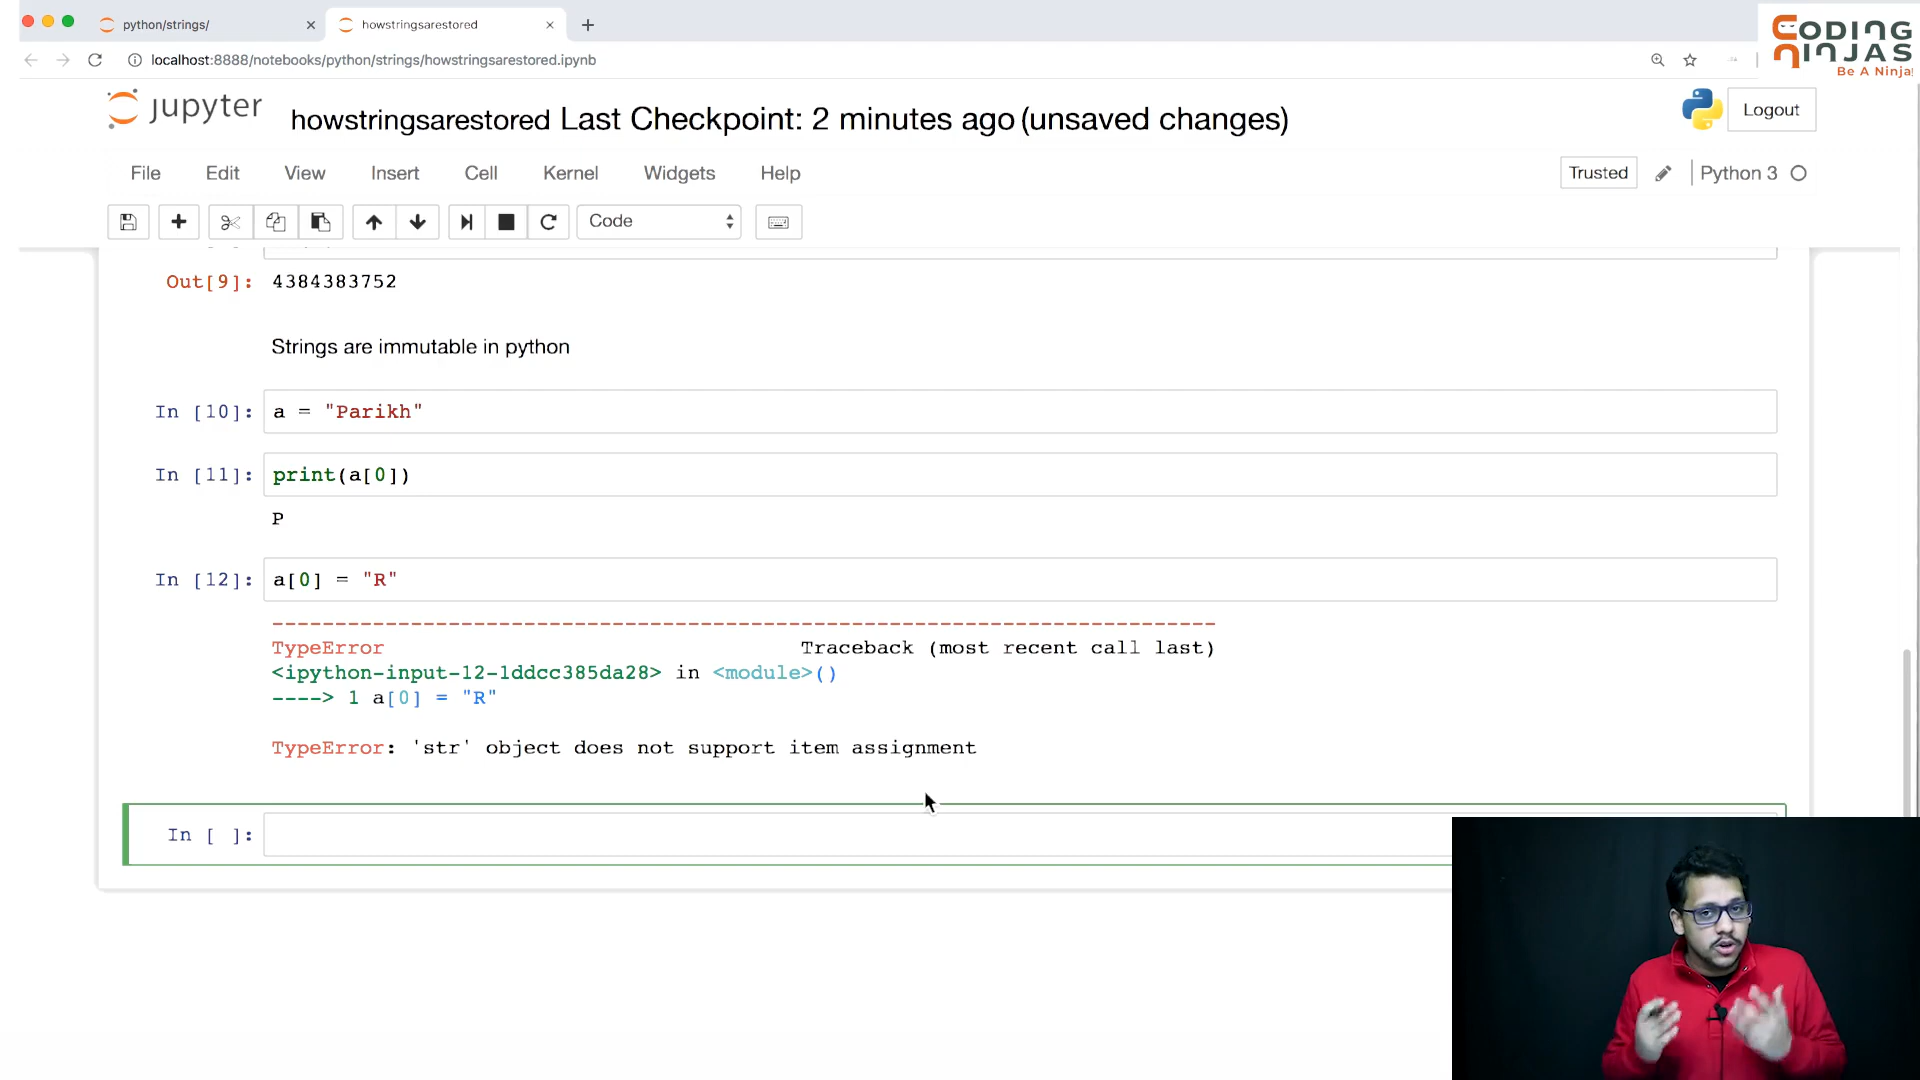 python/strings/
howstringsarestored
CODING NINJAS
Be A Ninja!
localhost:8888/notebooks/python/strings/howstringsarestored.ipynb
jupyter howstringsarestored Last Checkpoint: 2 minutes ago (unsaved changes)
Logout
File Edit View Insert Cell Kernel Widgets Help
Trusted
Python 3
Code
Out[9]: 4384383752
Strings are immutable in python
In [10]: a = "Parikh"
In [11]: print(a[0])
P
In [12]: a[0] = "R"
---------------------------------------------------------------------------
TypeError Traceback (most recent call last)
<ipython-input-12-1ddcc385da28> in <module>()
----> 1 a[0] = "R"
TypeError: 'str' object does not support item assignment
In [ ]: